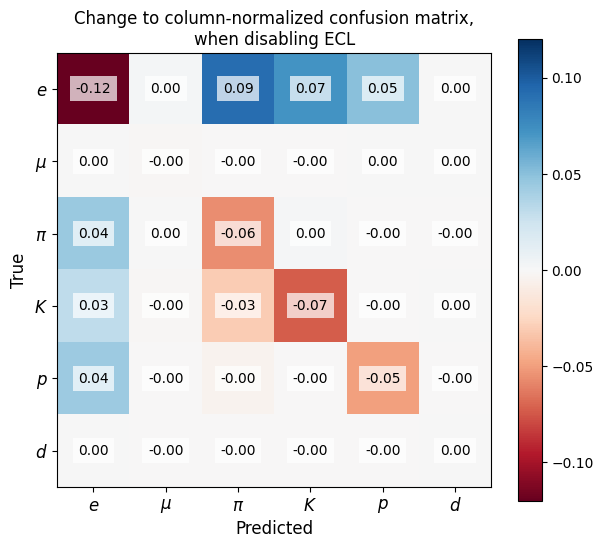 Change to column-normalized confusion matrix,
when disabling ECL
e -0.12 0.00 0.09 0.07 0.05 0.00
μ 0.00 -0.00 -0.00 -0.00 0.00 0.00
π 0.04 0.00 -0.06 0.00 -0.00 -0.00
K 0.03 -0.00 -0.03 -0.07 -0.00 0.00
p 0.04 -0.00 -0.00 -0.00 -0.05 -0.00
d 0.00 -0.00 -0.00 -0.00 -0.00 0.00
e μ π K p d
Predicted
True
0.10
0.05
0.00
−0.05
−0.10